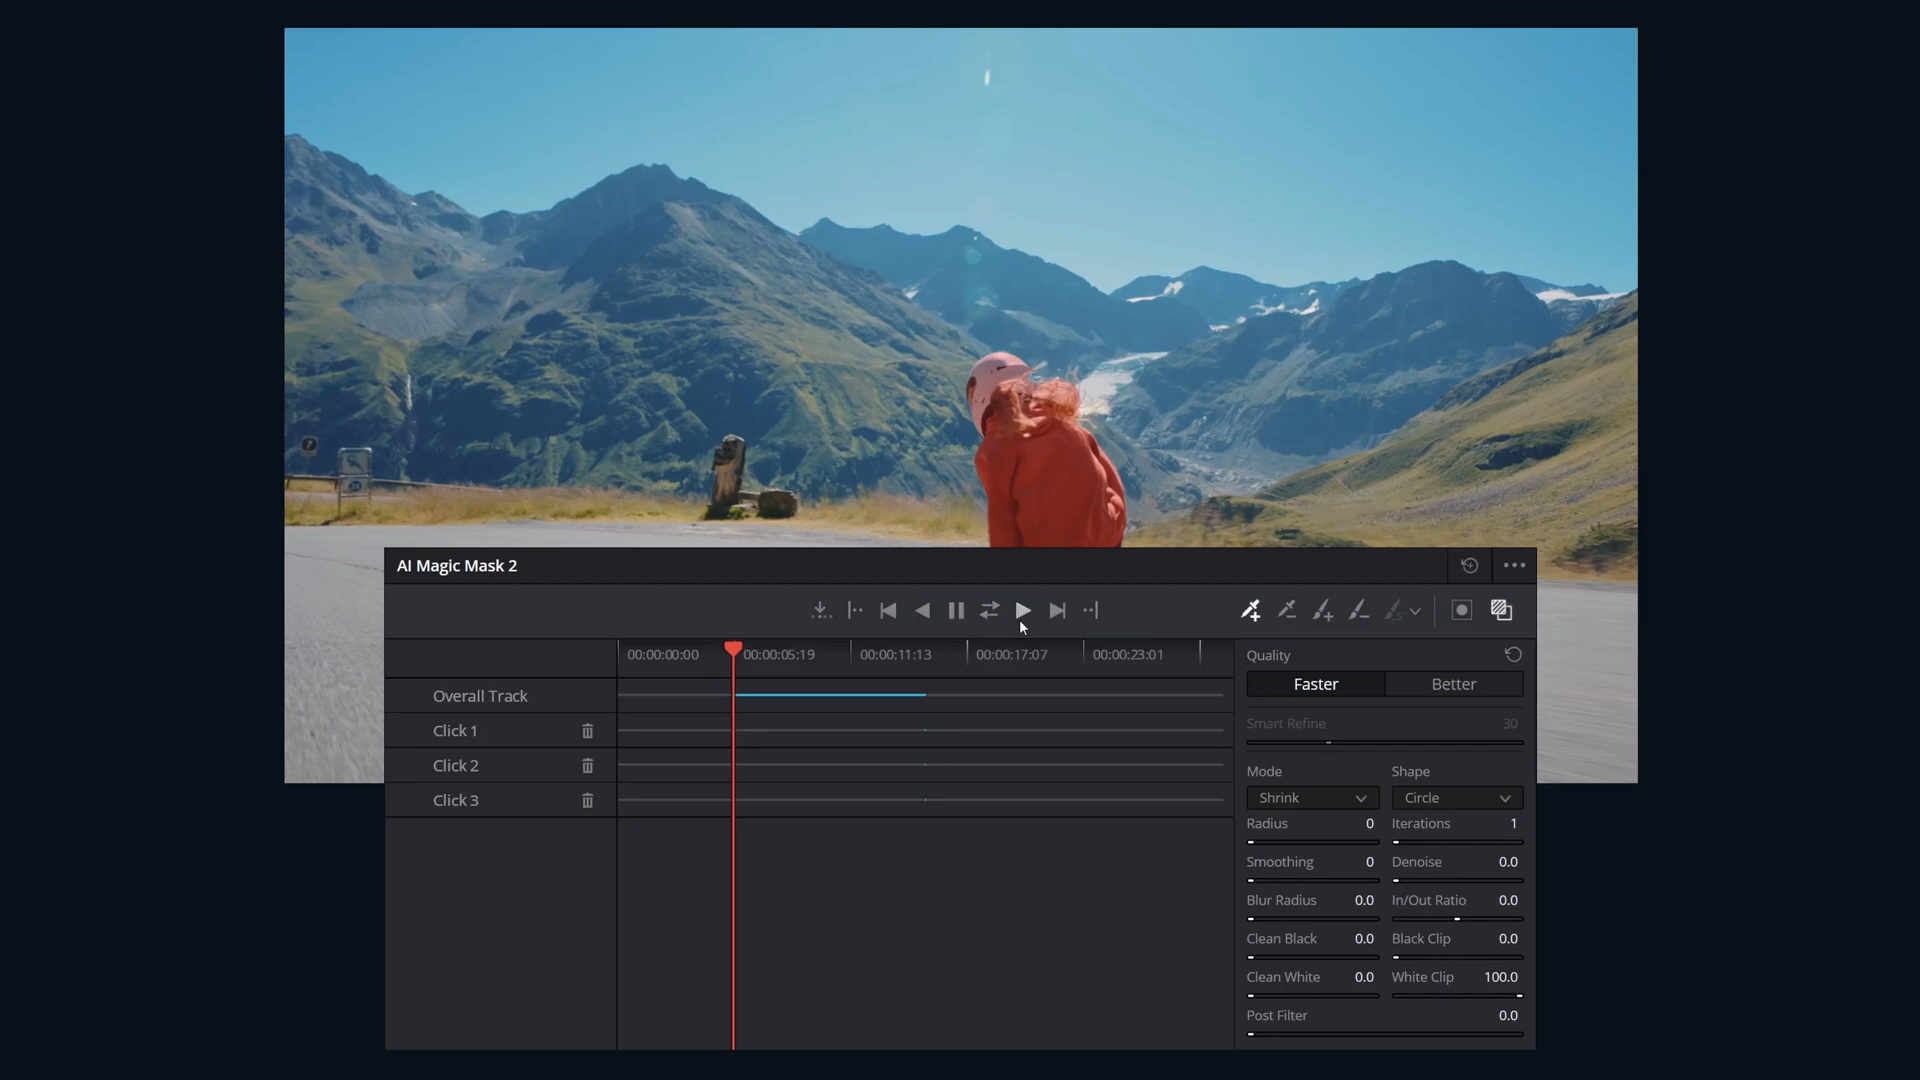 7
24
AI Magic Mask 2
00:00:00:00 00:00:05:19 00:00:11:13 00:00:17:07 00:00:23:01
Overall Track
Click 1
Click 2
Click 3
Quality
Faster Better
Smart Refine 30
Mode Shape
Shrink Circle
Radius 0 Iterations 1
Smoothing 0 Denoise 0.0
Blur Radius 0.0 In/Out Ratio 0.0
Clean Black 0.0 Black Clip 0.0
Clean White 0.0 White Clip 100.0
Post Filter 0.0